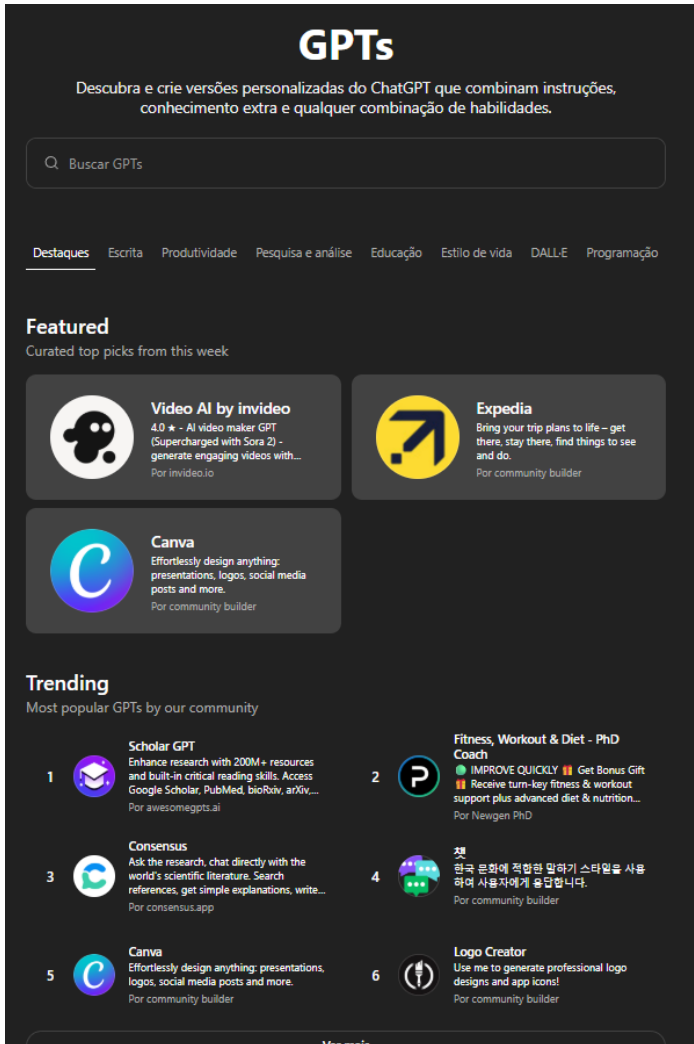 GPTs
Descubra e crie versões personalizadas do ChatGPT que combinam instruções,
conhecimento extra e qualquer combinação de habilidades.
Buscar GPTs
Destaques Escrita Produtividade Pesquisa e análise Educação Estilo de vida DALL·E Programação
Featured
Curated top picks from this week
Video AI by invideo
4.0 ★ - AI video maker GPT
(Supercharged with Sora 2) -
generate engaging videos with...
Por invideo.io
Expedia
Bring your trip plans to life – get
there, stay there, find things to see
and do.
Por community builder
Canva
Effortlessly design anything:
presentations, logos, social media
posts and more.
Por community builder
Trending
Most popular GPTs by our community
1
Scholar GPT
Enhance research with 200M+ resources
and built-in critical reading skills. Access
Google Scholar, PubMed, bioRxiv, arXiv,...
Por awesomegpts.ai
2
Fitness, Workout & Diet - PhD
Coach
🟢 IMPROVE QUICKLY 🎁 Get Bonus Gift
🎁 Receive turn-key fitness & workout
support plus advanced diet & nutrition...
Por Newgen PhD
3
Consensus
Ask the research, chat directly with the
world's scientific literature. Search
references, get simple explanations, write...
Por consensus.app
4
챗
한국 문화에 적합한 말하기 스타일을 사용
하여 사용자에게 응답합니다.
Por community builder
5
Canva
Effortlessly design anything: presentations,
logos, social media posts and more.
Por community builder
6
Logo Creator
Use me to generate professional logo
designs and app icons!
Por community builder